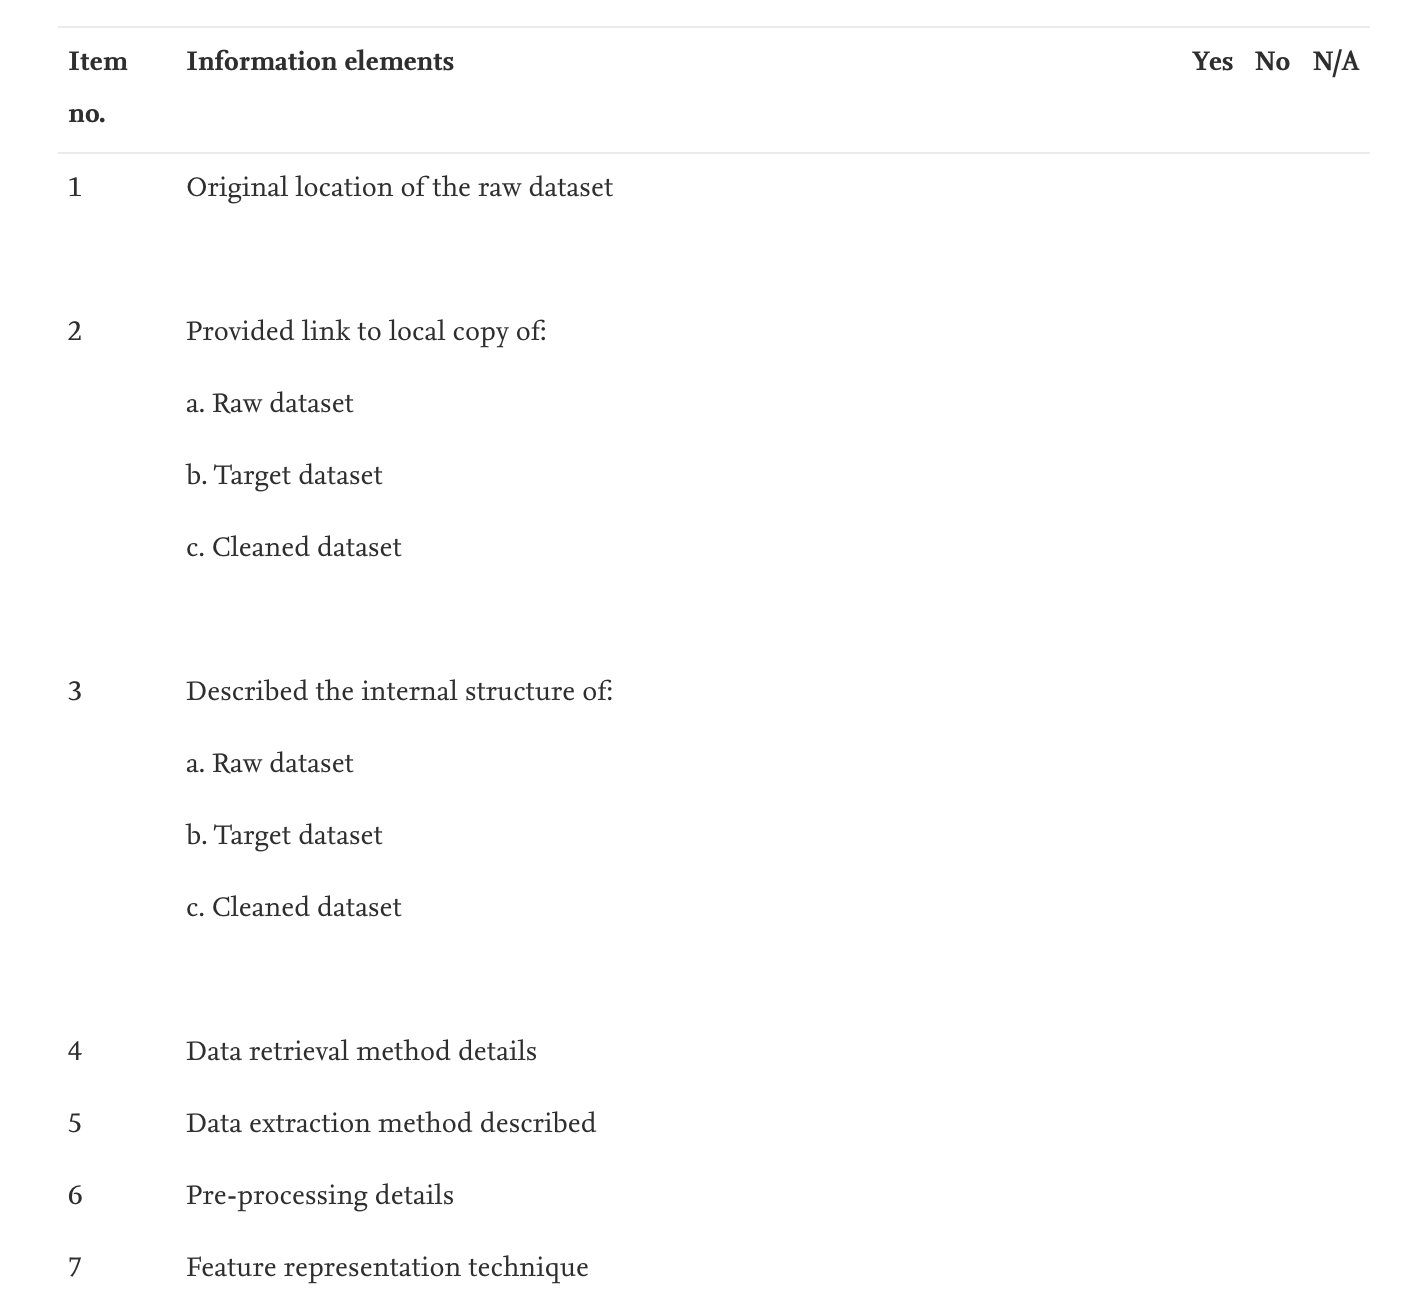 Item Information elements Yes No N/A
no.
1 Original location of the raw dataset
2 Provided link to local copy of:
a. Raw dataset
b. Target dataset
c. Cleaned dataset
3 Described the internal structure of:
a. Raw dataset
b. Target dataset
c. Cleaned dataset
4 Data retrieval method details
5 Data extraction method described
6 Pre-processing details
7 Feature representation technique